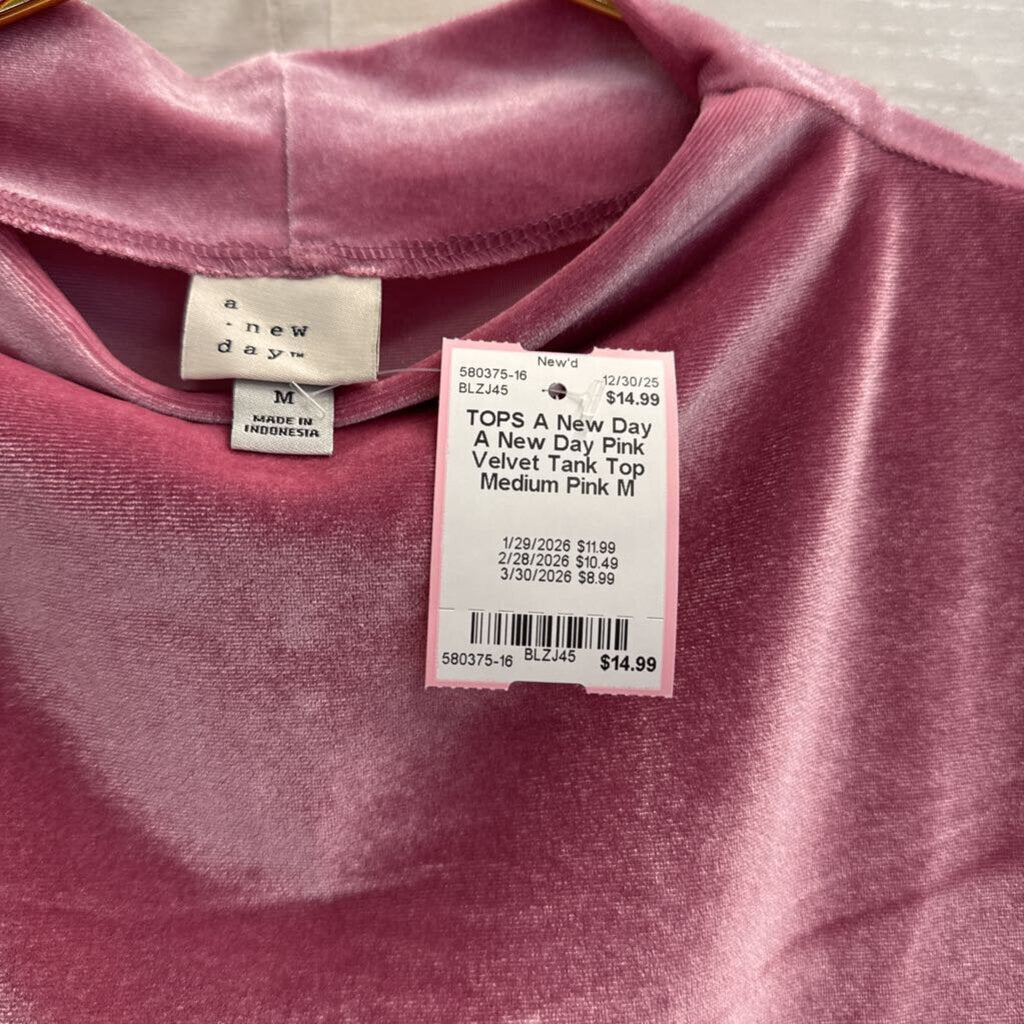 a
new
day™
M
MADE IN
INDONESIA
New'd
580375-16 12/30/25
BLZJ45 $14.99
TOPS A New Day
A New Day Pink
Velvet Tank Top
Medium Pink M
1/29/2026 $11.99
2/28/2026 $10.49
3/30/2026 $8.99
580375-16 BLZJ45 $14.99